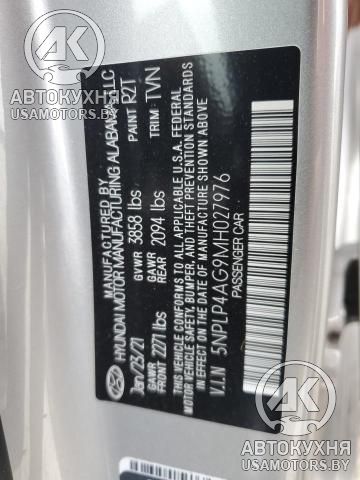 MANUFACTURED BY
HYUNDAI MOTOR MANUFACTURING ALABAMA, LLC
Jan/23/21 GVWR 3858 lbs PAINT R2T
GAWR FRONT 2271 lbs GAWR REAR 2094 lbs TRIM TVN
THIS VEHICLE CONFORMS TO ALL APPLICABLE U.S.A. FEDERAL
MOTOR VEHICLE SAFETY, BUMPER, AND THEFT PREVENTION STANDARDS
IN EFFECT ON THE DATE OF MANUFACTURE SHOWN ABOVE
V.I.N 5NPLP4AG9MH027976
PASSENGER CAR
АК
АВТОКУХНЯ
USAMOTORS.BY
АК
АВТОКУХНЯ
USAMOTORS.BY